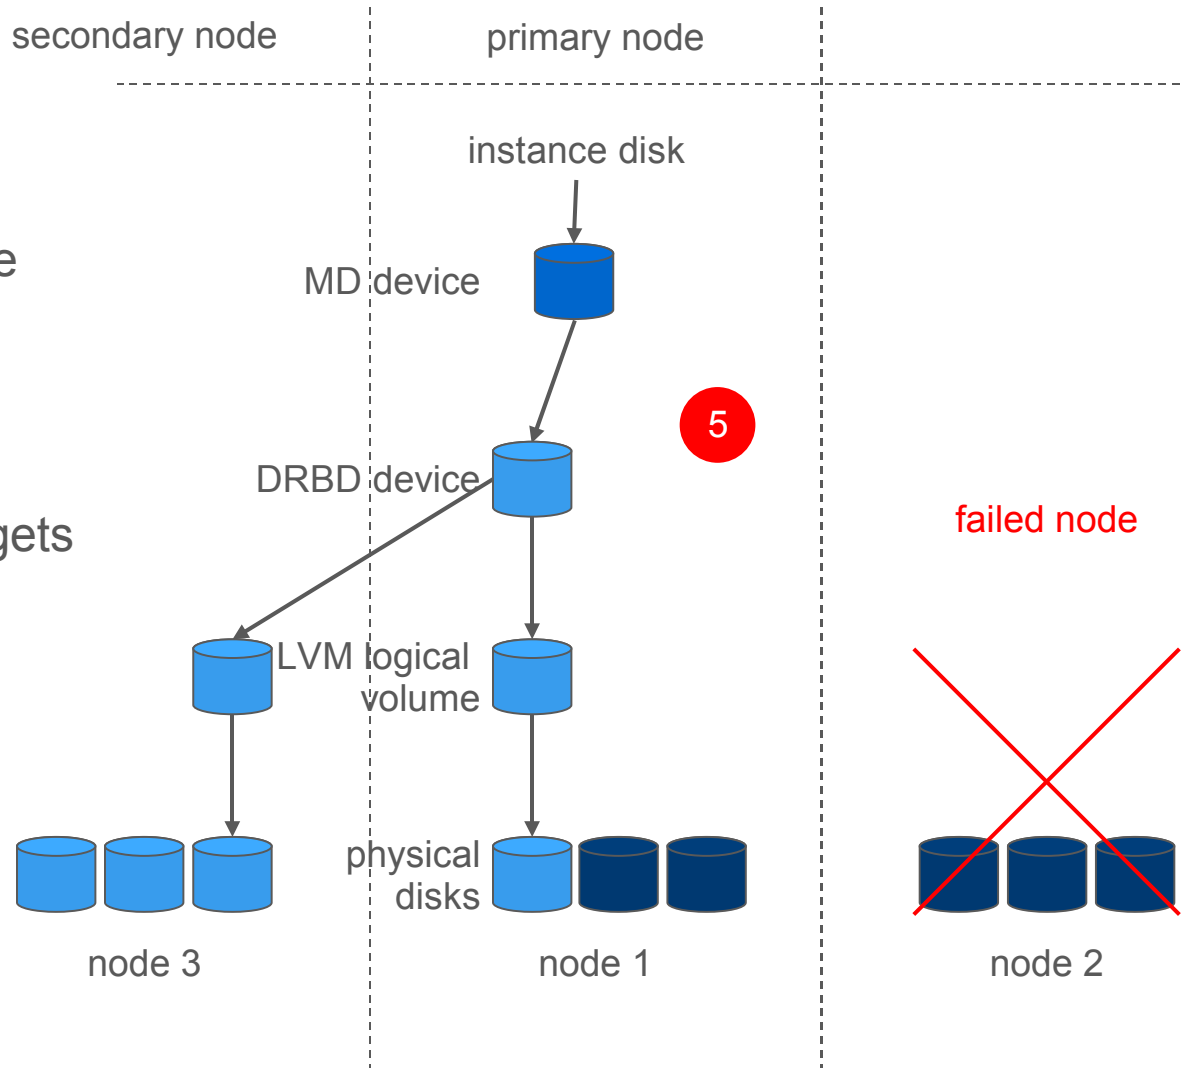 secondary node
primary node
instance disk
e
MD device
5
DRBD device
gets
failed node
LVM logical
volume
physical
disks
node 3
node 1
node 2